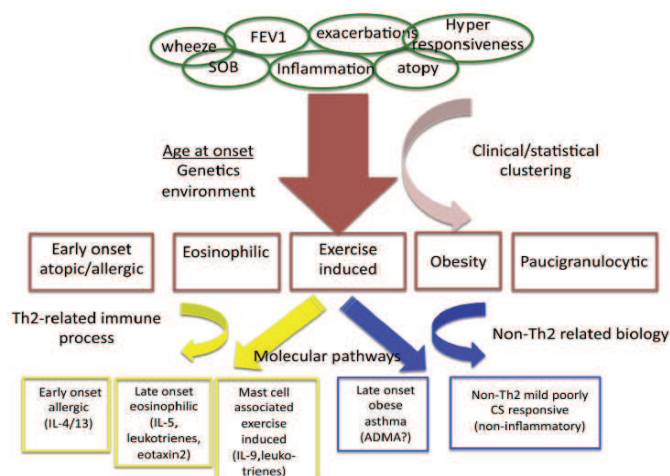 wheeze
FEV1
exacerbations
Hyper
responsiveness
SOB
Inflammation
atopy
Age at onset
Genetics
environment
Clinical/statistical
clustering
Early onset
atopic/allergic
Eosinophilic
Exercise
induced
Obesity
Paucigranulocytic
Th2-related immune
process
Molecular pathways
Non-Th2 related biology
Early onset
allergic
(IL-4/13)
Late onset
eosinophilic
(IL-5,
leukotrienes,
eotaxin2)
Mast cell
associated
exercise
induced
(IL-9,leuko-
trienes)
Late onset
obese
asthma
(ADMA?)
Non-Th2 mild poorly
CS responsive
(non-inflammatory)